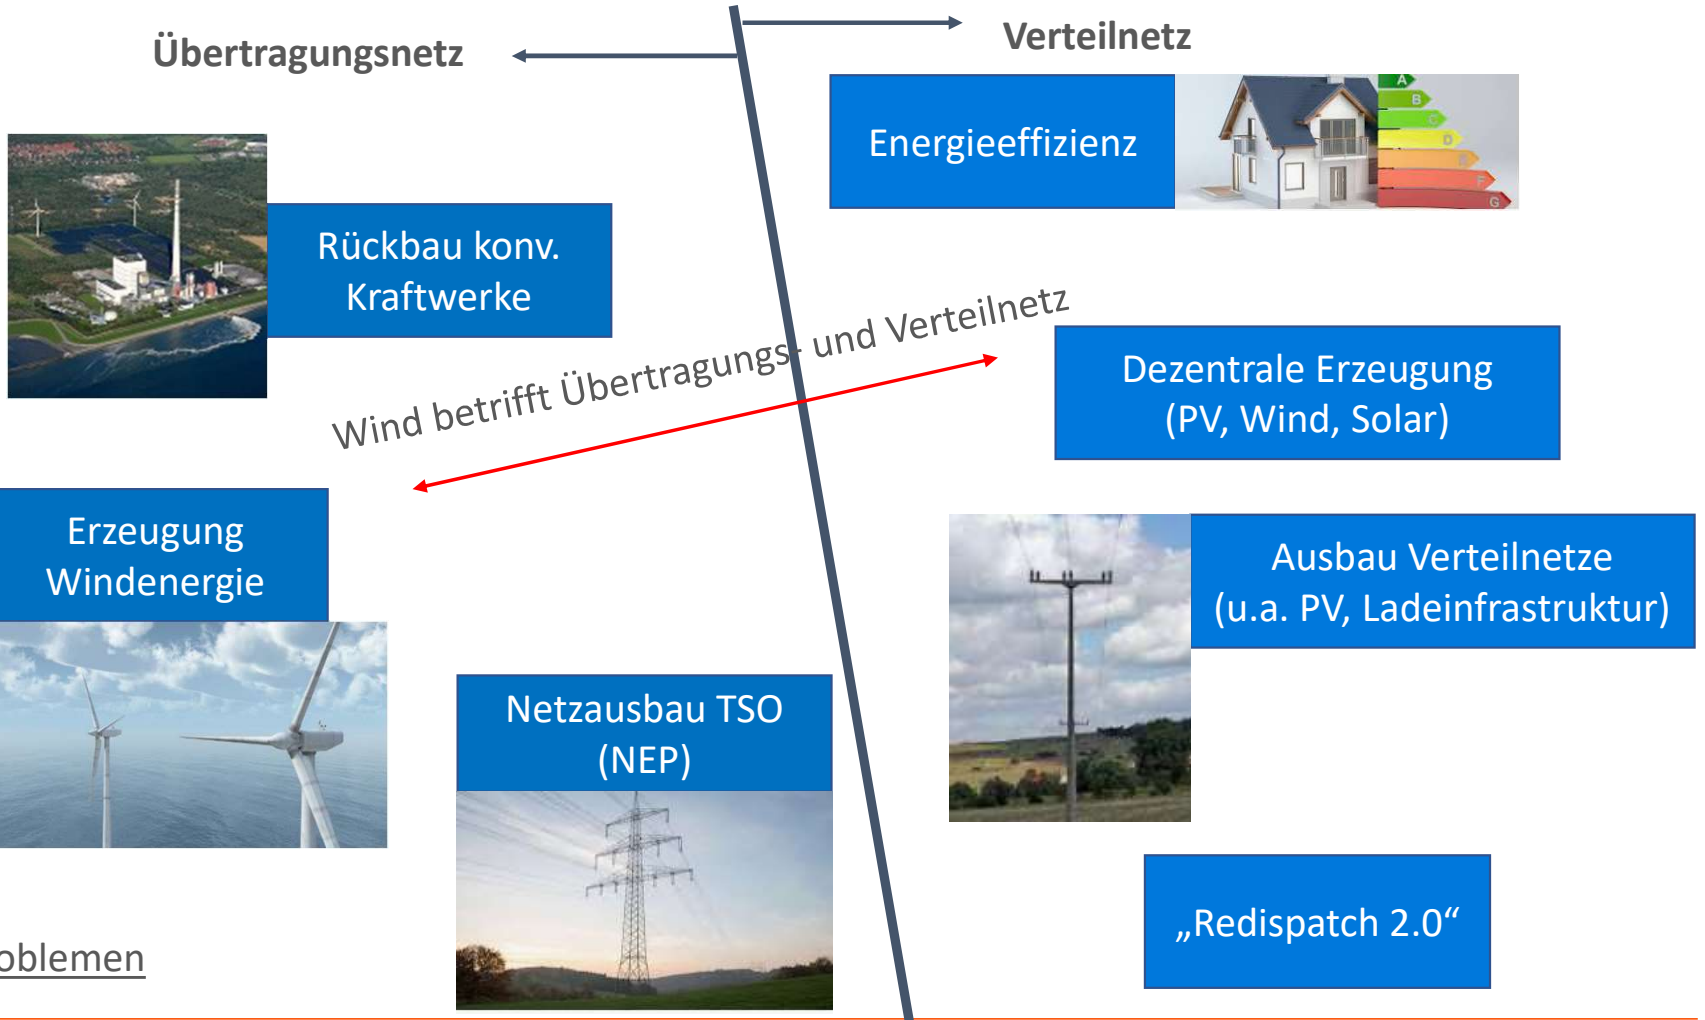 Übertragungsnetz
Verteilnetz
Energieeffizienz
A
B
C
D
E
F
G
Rückbau konv.
Kraftwerke
Wind betrifft Übertragungs- und Verteilnetz
Dezentrale Erzeugung
(PV, Wind, Solar)
Erzeugung
Windenergie
Ausbau Verteilnetze
(u.a. PV, Ladeinfrastruktur)
Netzausbau TSO
(NEP)
„Redispatch 2.0“
oblemen